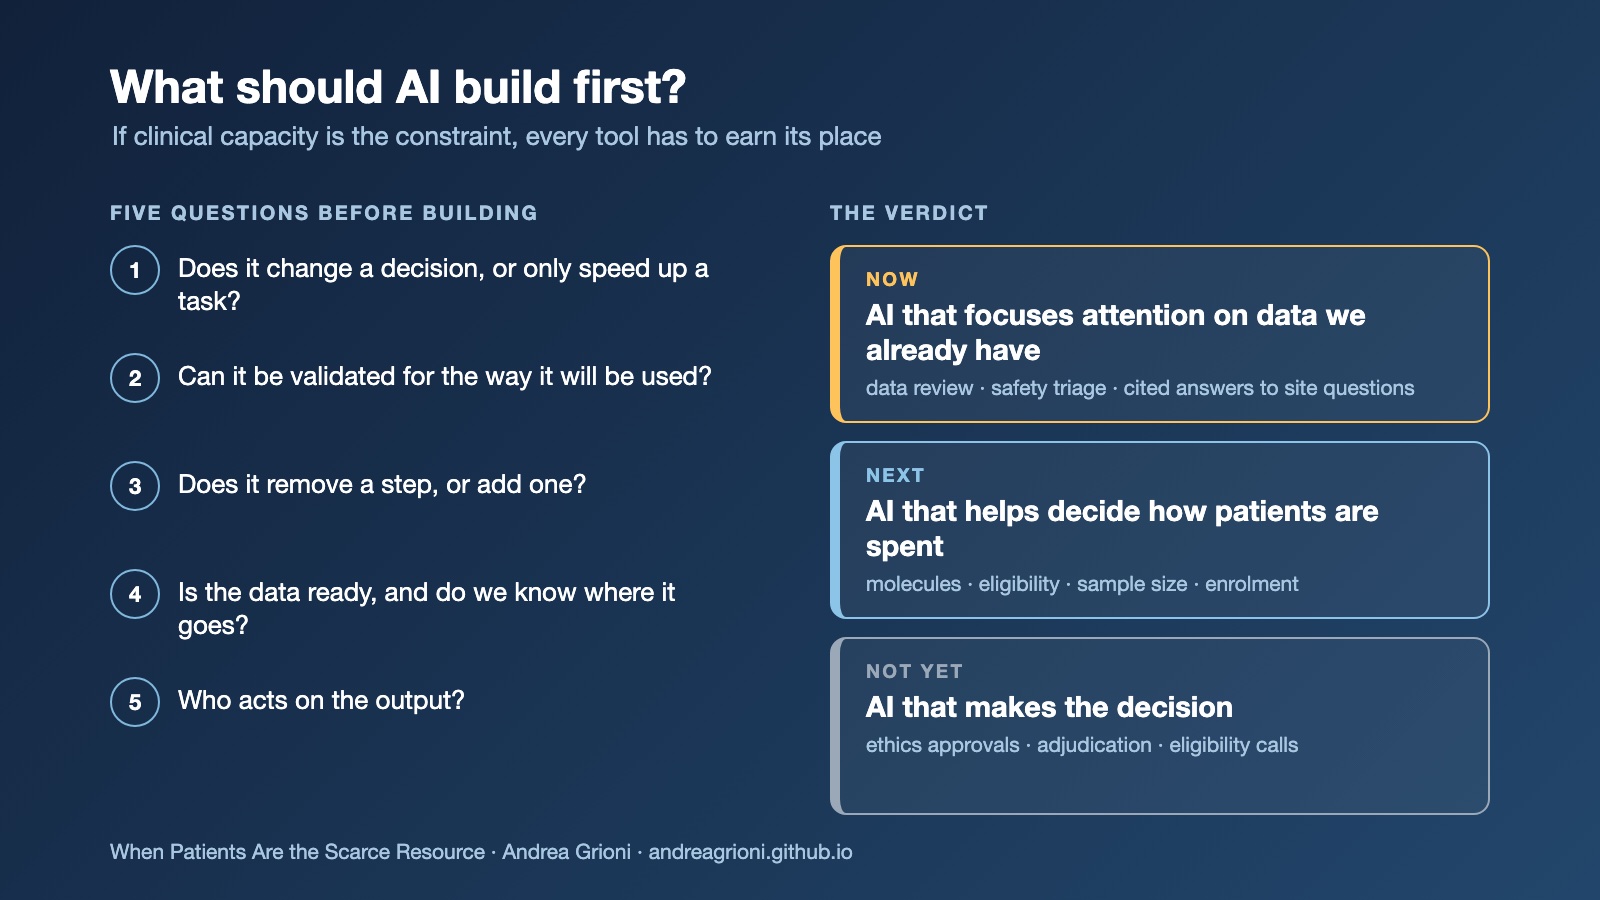 What should AI build first?
If clinical capacity is the constraint, every tool has to earn its place
FIVE QUESTIONS BEFORE BUILDING
1
Does it change a decision, or only speed up a
task?
2
Can it be validated for the way it will be used?
3
Does it remove a step, or add one?
4
Is the data ready, and do we know where it
goes?
5
Who acts on the output?
THE VERDICT
NOW
AI that focuses attention on data we
already have
data review · safety triage · cited answers to site questions
NEXT
AI that helps decide how patients are
spent
molecules · eligibility · sample size · enrolment
NOT YET
AI that makes the decision
ethics approvals · adjudication · eligibility calls
When Patients Are the Scarce Resource · Andrea Grioni · andreagrioni.github.io